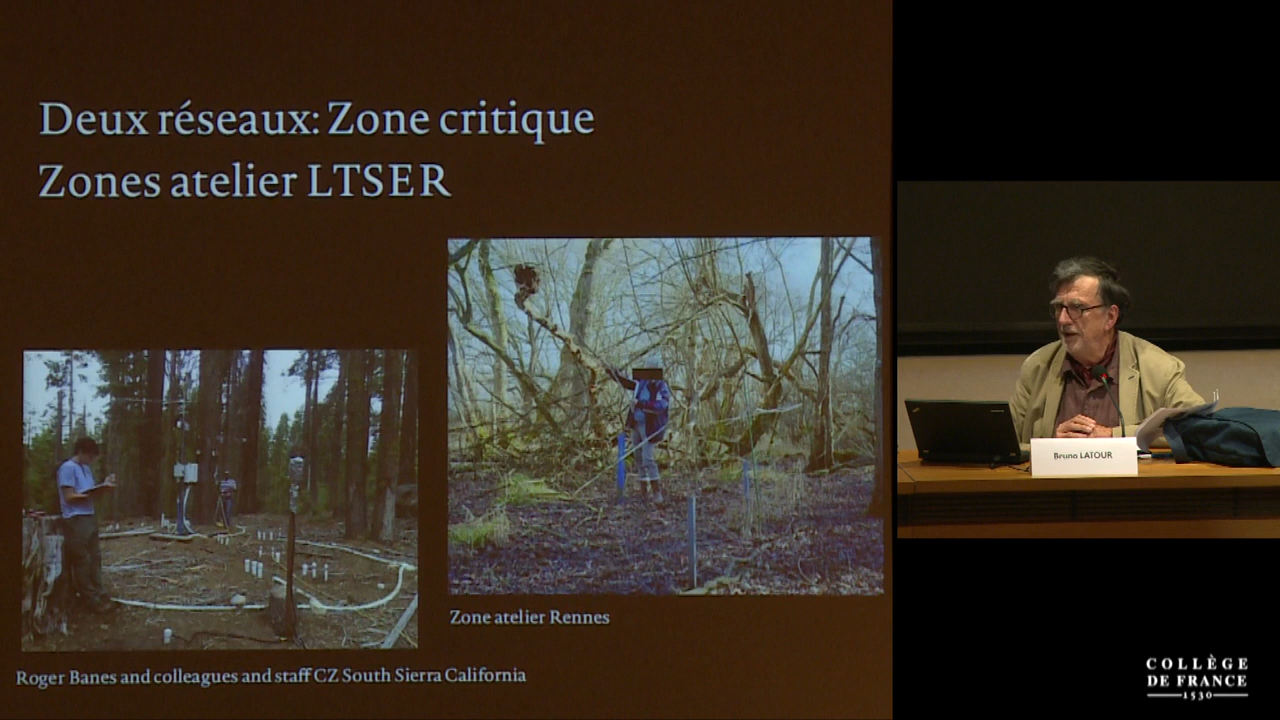 Deux réseaux: Zone critique
Zones atelier LTSER
Zone atelier Rennes
Roger Banes and colleagues and staff CZ South Sierra California
Bruno LATOUR
COLLÈGE
DE FRANCE
1530